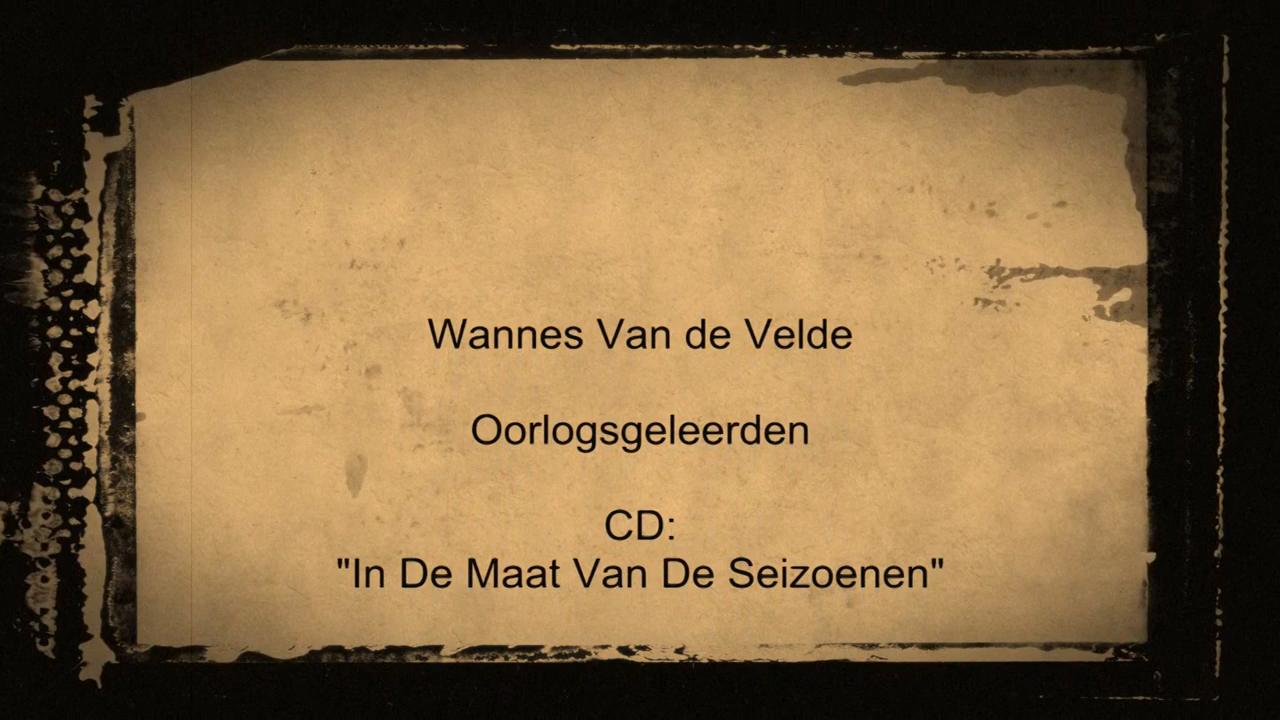 Wannes Van de Velde
Oorlogsgeleerden
CD:
"In De Maat Van De Seizoenen"